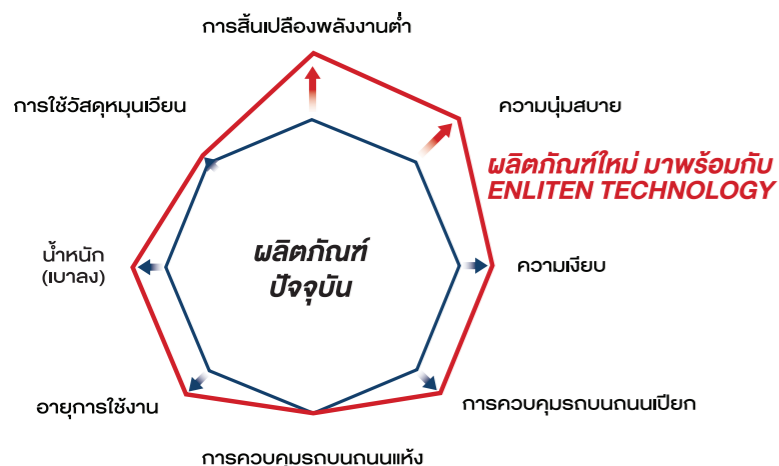 การสิ้นเปลืองพลังงานต่ำ
การใช้วัสดุหมุนเวียน
ความนุ่มสบาย
ผลิตภัณฑ์ใหม่ มาพร้อมกับ
ENLITEN TECHNOLOGY
น้ำหนัก
(เบาลง)
ผลิตภัณฑ์
ปัจจุบัน
ความเงียบ
อายุการใช้งาน
การควบคุมรถบนถนนเปียก
การควบคุมรถบนถนนแห้ง